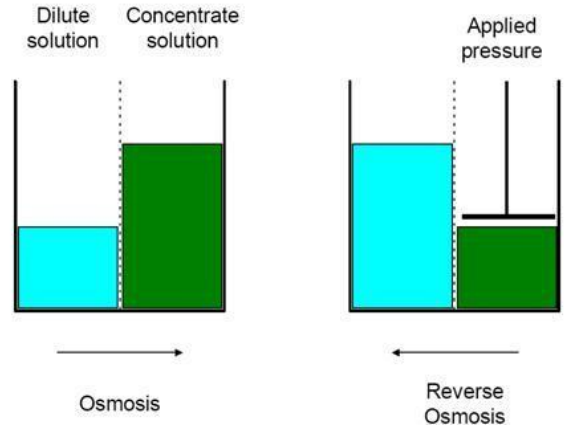 Dilute
solution
Concentrate
solution
Applied
pressure
Osmosis
Reverse
Osmosis